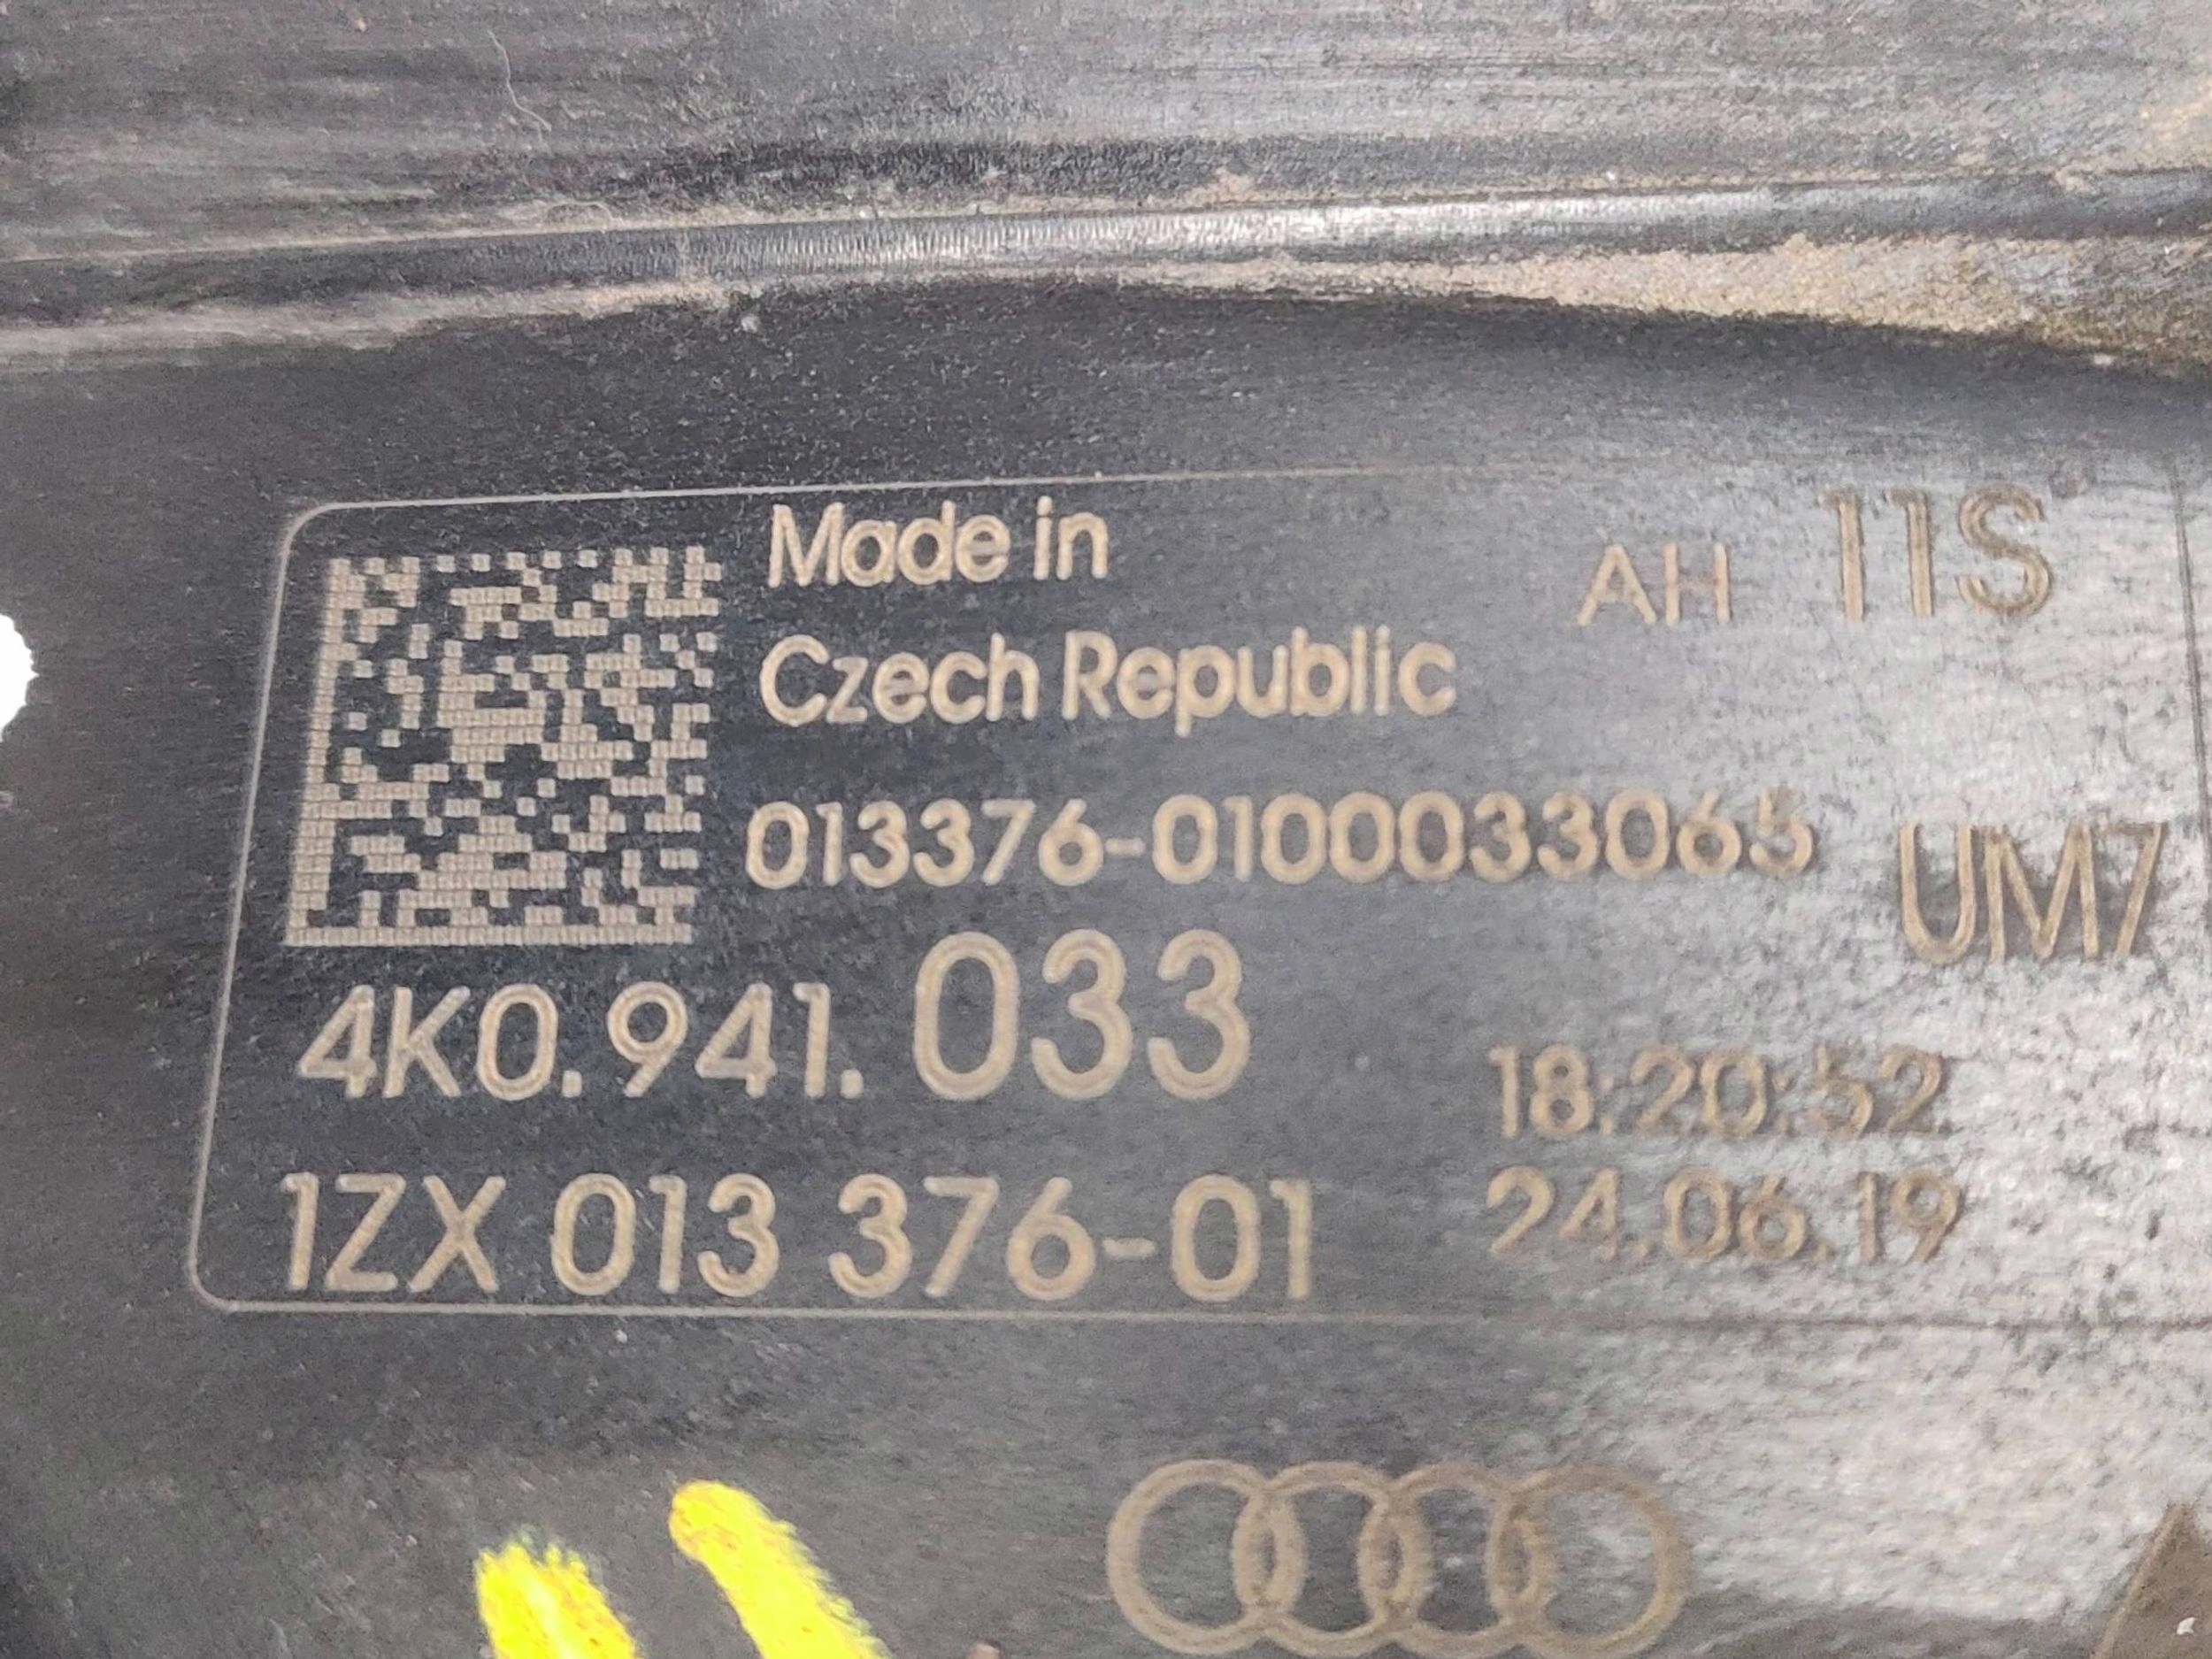 Made in
AH 11S
Czech Republic
013376-0100033065
UM7
4K0.941.033
18:20:52
1ZX 013 376-01
24.06.19